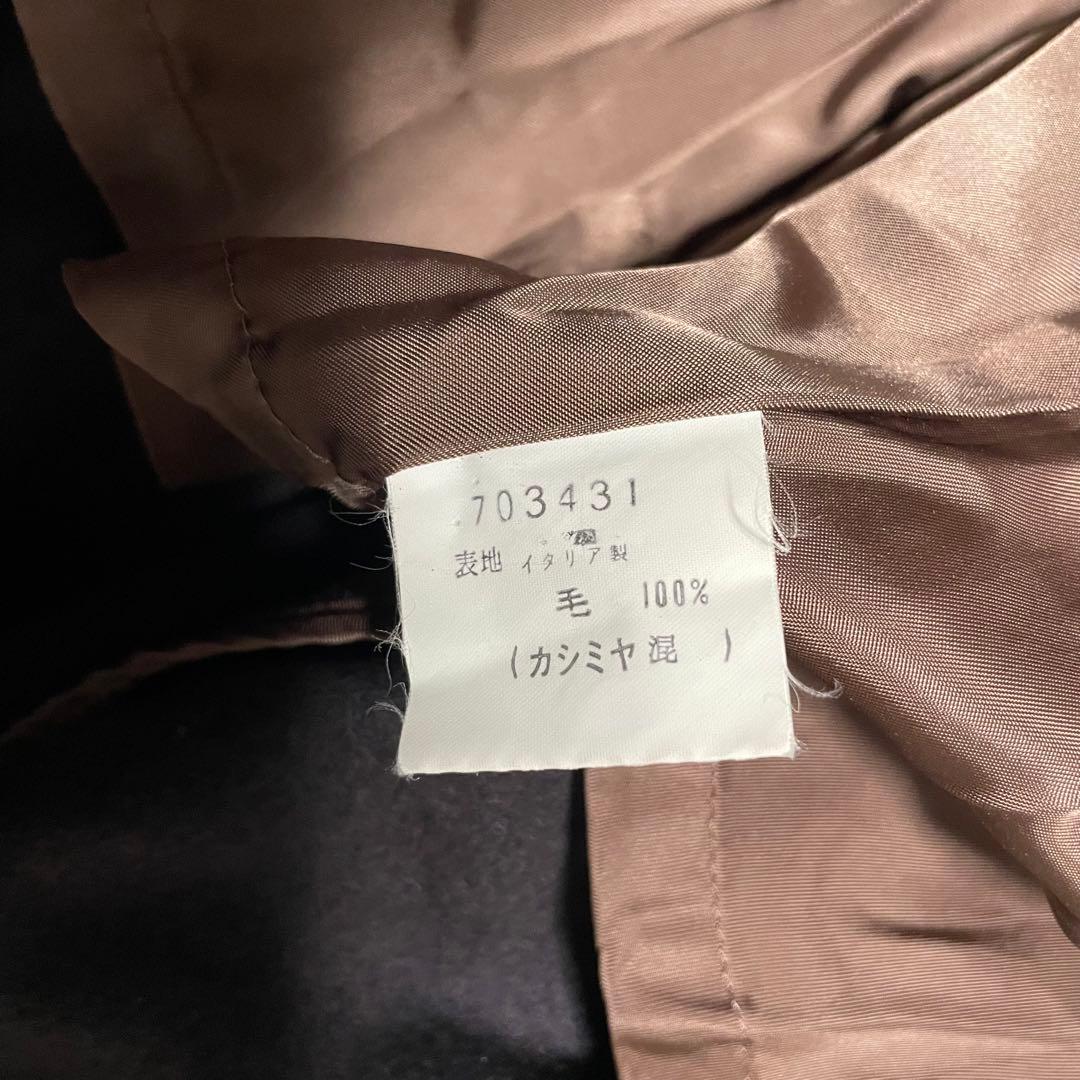 703431
表地 イタリア製
毛 100%
(カシミヤ混 )